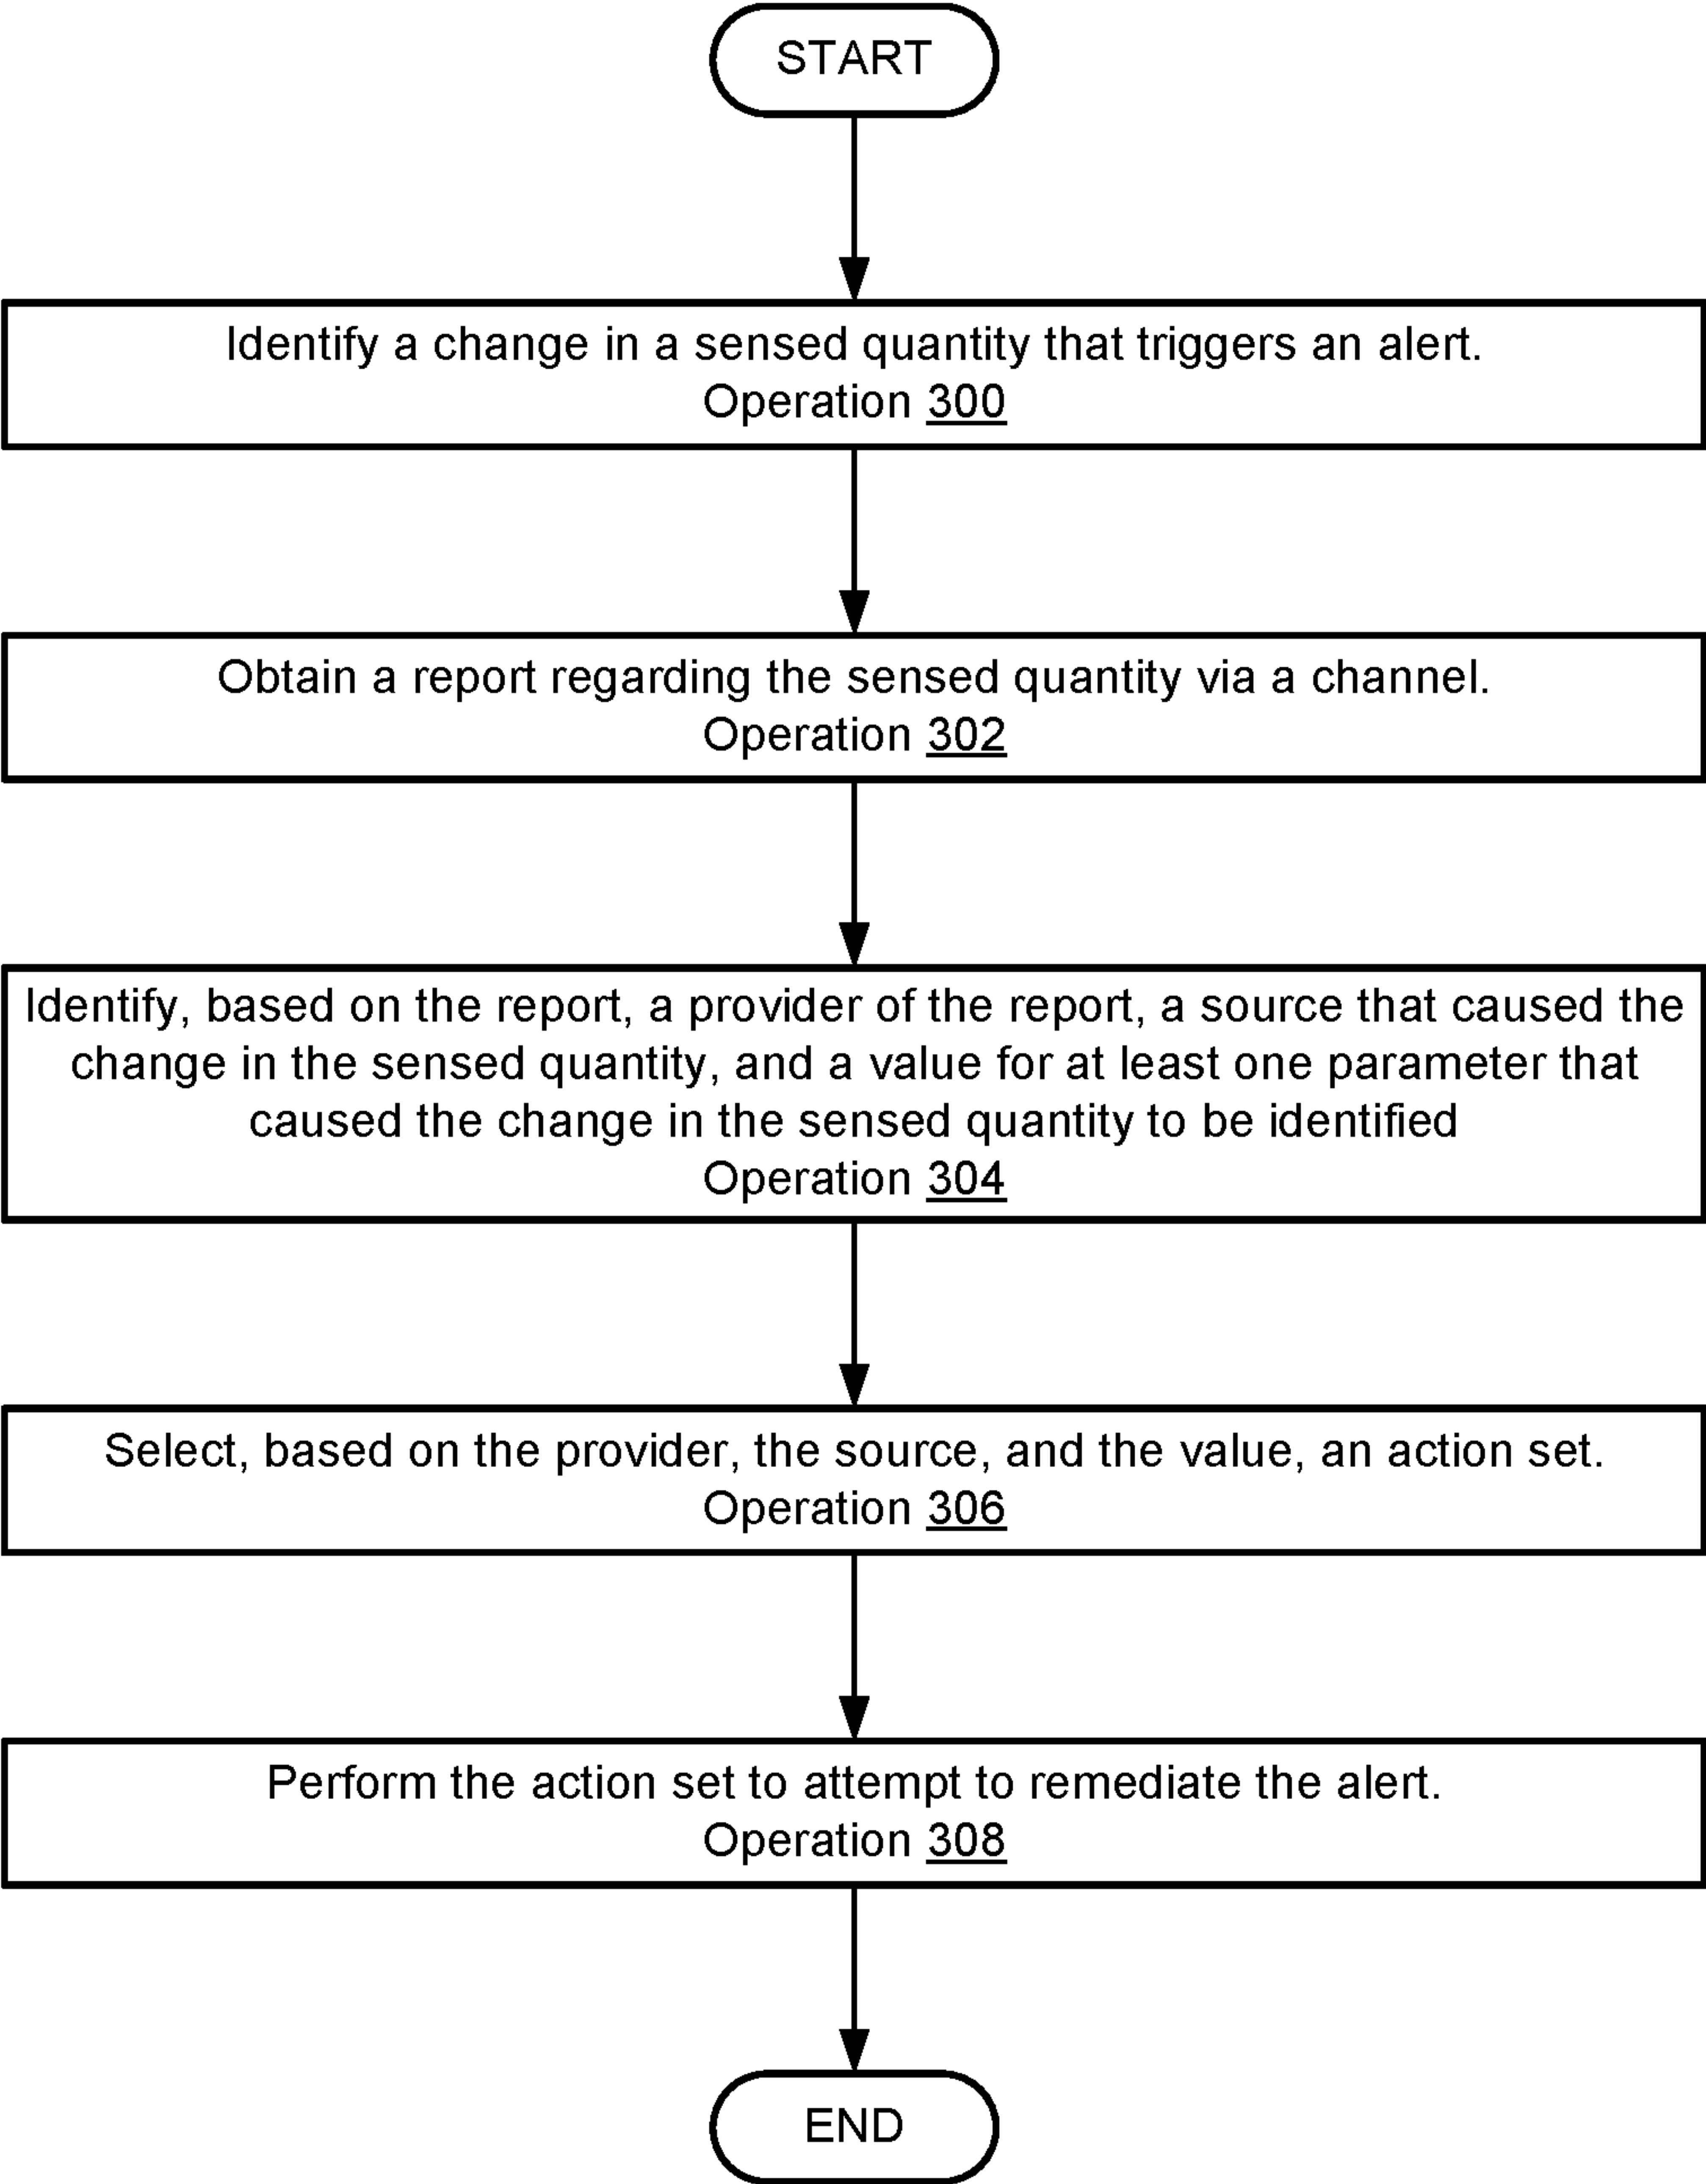 START
Identify a change in a sensed quantity that triggers an alert.
Operation 300
Obtain a report regarding the sensed quantity via a channel.
Operation 302
Identify, based on the report, a provider of the report, a source that caused the
change in the sensed quantity, and a value for at least one parameter that
caused the change in the sensed quantity to be identified
Operation 304
Select, based on the provider, the source, and the value, an action set.
Operation 306
Perform the action set to attempt to remediate the alert.
Operation 308
END